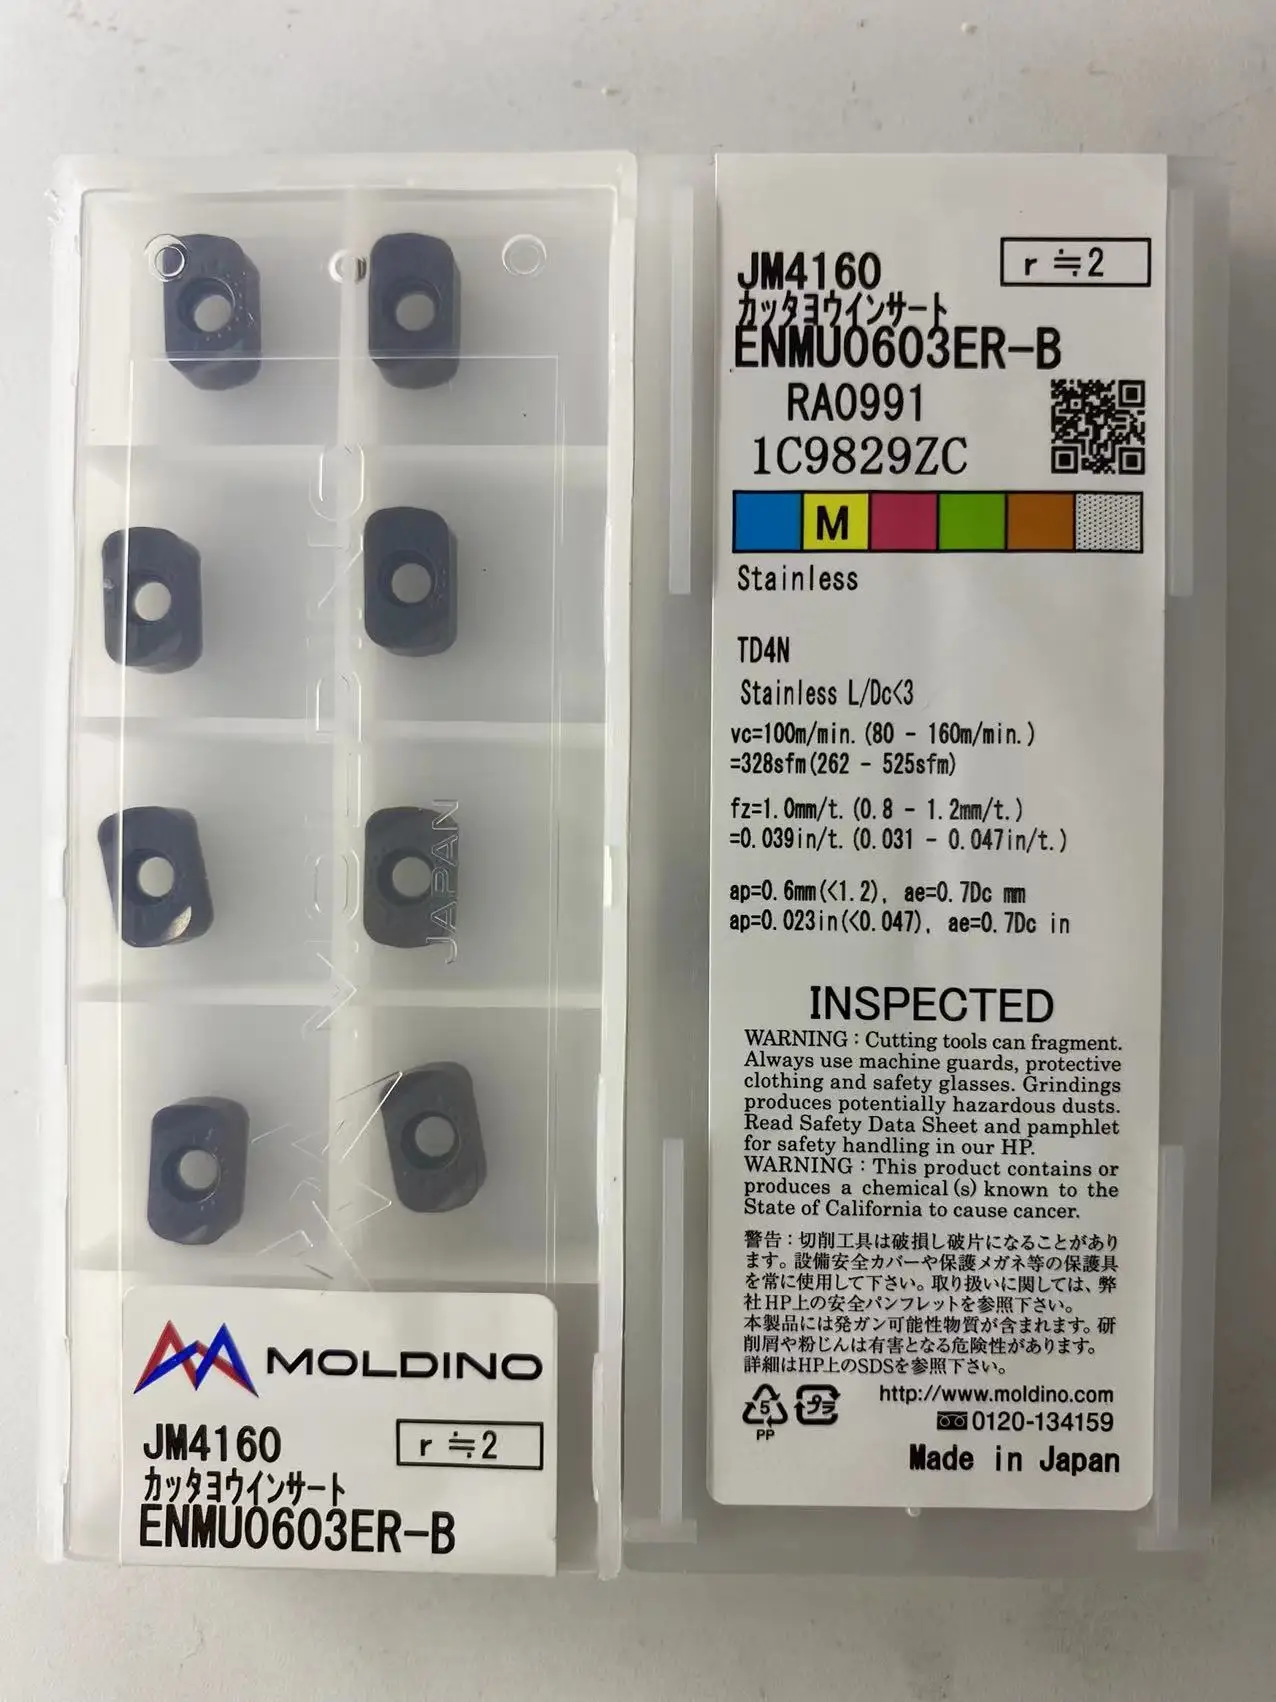 MOLDINO
JAPAN
MOLDINO
JM4160
r≒2
カッタヨウインサート
ENMU0603ER-B
JM4160
r≒2
カッタヨウインサート
ENMU0603ER-B
RA0991
1C9829ZC
M
Stainless
TD4N
Stainless L/Dc<3
vc=100m/min.(80 - 160m/min.)
=328sfm(262 - 525sfm)
fz=1.0mm/t.(0.8 - 1.2mm/t.)
=0.039in/t.(0.031 - 0.047in/t.)
ap=0.6mm(<1.2), ae=0.7Dc mm
ap=0.023in(<0.047), ae=0.7Dc in
INSPECTED
WARNING : Cutting tools can fragment.
Always use machine guards, protective
clothing and safety glasses. Grindings
produces potentially hazardous dusts.
Read Safety Data Sheet and pamphlet
for safety handling in our HP.
WARNING : This product contains or
produces a chemical(s) known to the
State of California to cause cancer.
警告:切削工具は破損し破片になることがあり
ます。設備安全カバーや保護メガネ等の保護具
を常に使用して下さい。取り扱いに関しては、弊
社HP上の安全パンフレットを参照下さい。
本製品には発ガン可能性物質が含まれます。研
削屑や粉じんは有害となる危険性があります。
詳細はHP上のSDSを参照下さい。
5
PP
プラ
http://www.moldino.com
0120-134159
Made in Japan